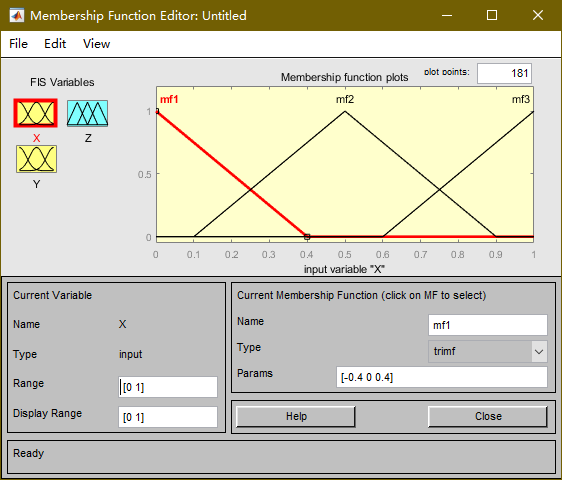 Membership Function Editor: Untitled
File Edit View
FIS Variables
Membership function plots
plot points:
181
X
Z
Y
mf1
mf2
mf3
1
0.5
0
0 0.1 0.2 0.3 0.4 0.5 0.6 0.7 0.8 0.9 1
input variable "X"
Current Variable
Name X
Type input
Range [0 1]
Display Range [0 1]
Current Membership Function (click on MF to select)
Name mf1
Type trimf
Params [-0.4 0 0.4]
Help
Close
Ready